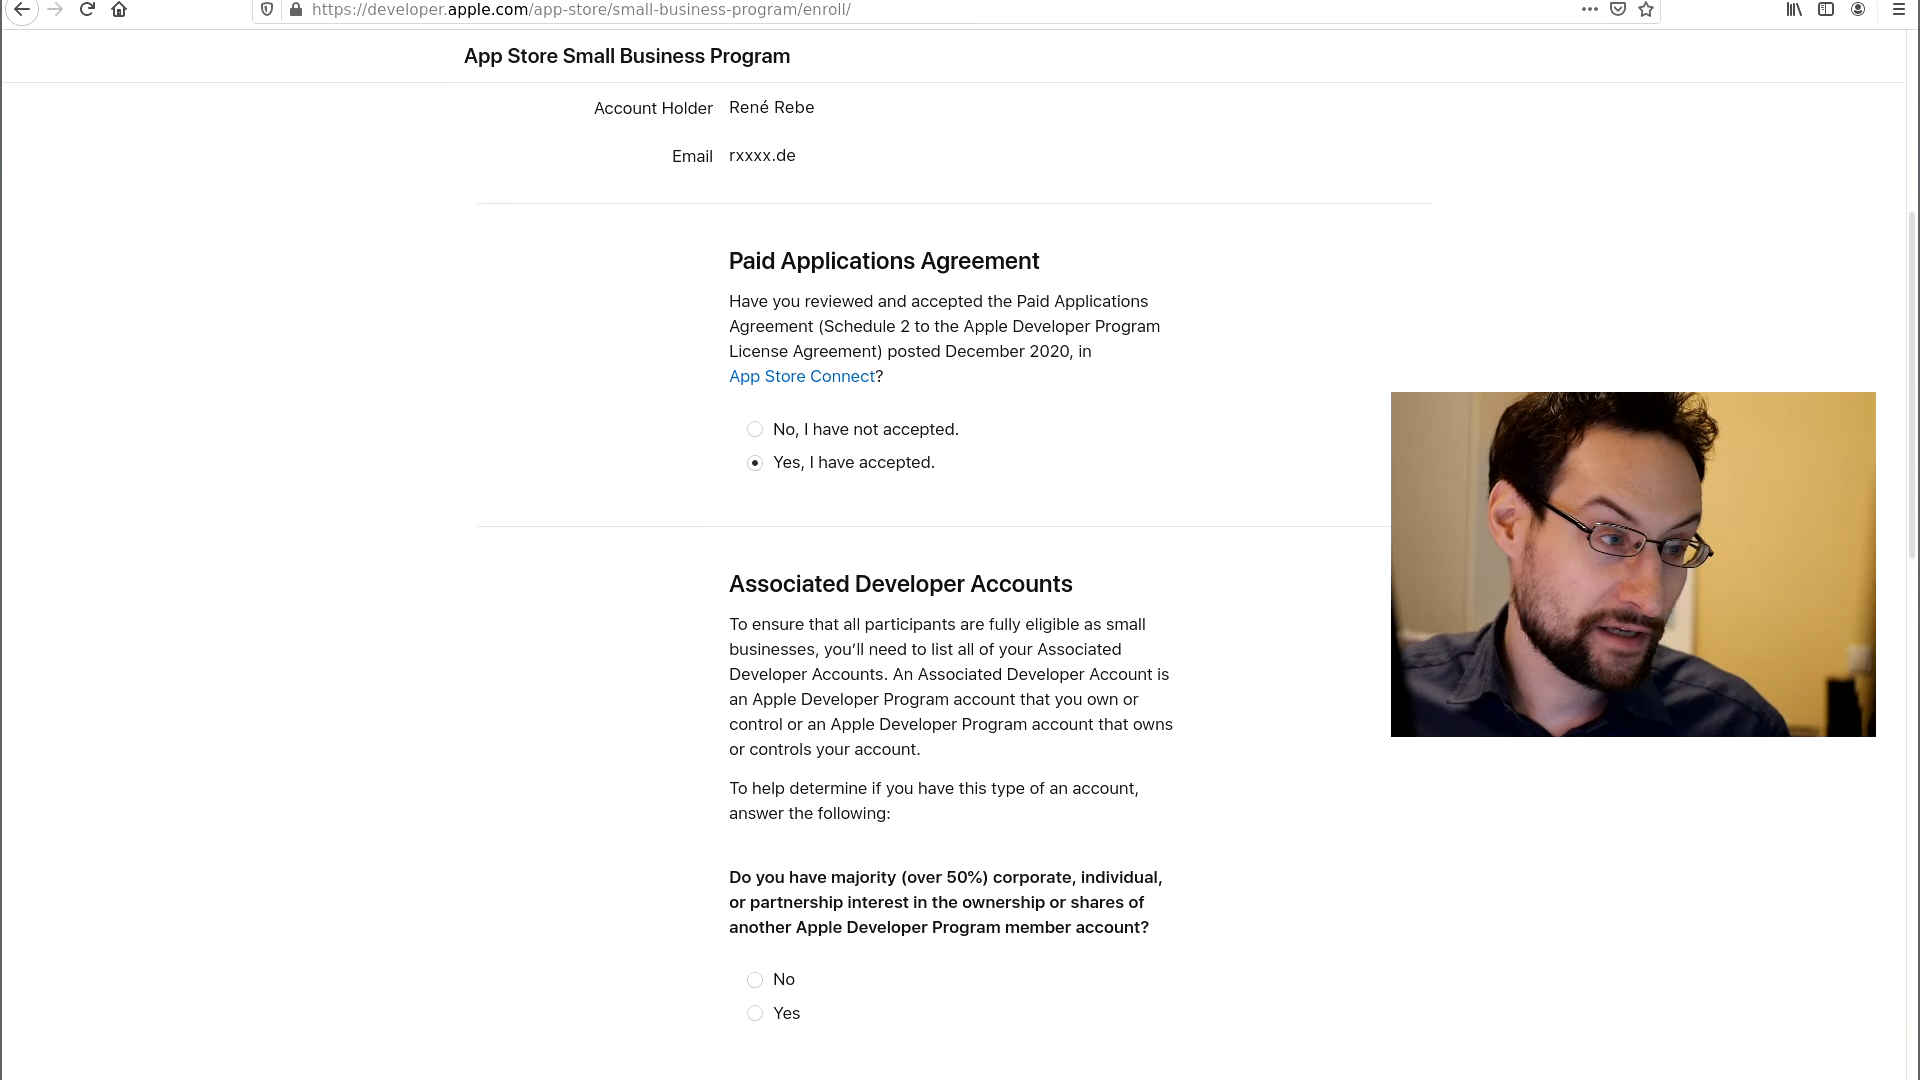 https://developer.apple.com/app-store/small-business-program/enroll/
App Store Small Business Program
Account Holder René Rebe
Email rxxxx.de
Paid Applications Agreement
Have you reviewed and accepted the Paid Applications
Agreement (Schedule 2 to the Apple Developer Program
License Agreement) posted December 2020, in
App Store Connect?
No, I have not accepted.
Yes, I have accepted.
Associated Developer Accounts
To ensure that all participants are fully eligible as small
businesses, you’ll need to list all of your Associated
Developer Accounts. An Associated Developer Account is
an Apple Developer Program account that you own or
control or an Apple Developer Program account that owns
or controls your account.
To help determine if you have this type of an account,
answer the following:
Do you have majority (over 50%) corporate, individual,
or partnership interest in the ownership or shares of
another Apple Developer Program member account?
No
Yes